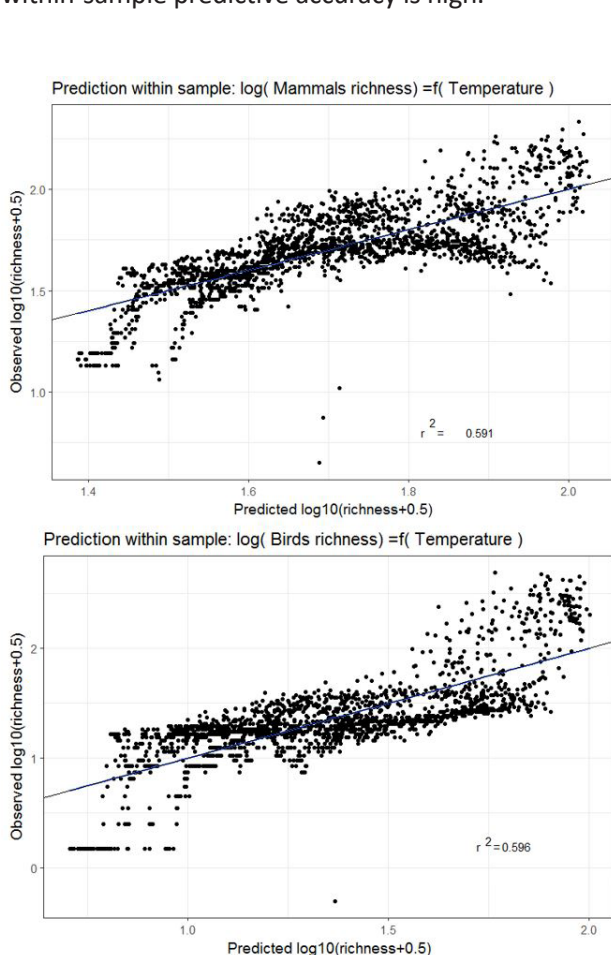 within-sample predictive accuracy is high.
Prediction within sample: log( Mammals richness) =f( Temperature )
Observed log10(richness+0.5)
2.0
1.5
1.0
r 2 = 0.591
1.4
1.6
1.8
2.0
Predicted log10(richness+0.5)
Prediction within sample: log( Birds richness) =f( Temperature )
Observed log10(richness+0.5)
2
1
0
r 2=0.596
1.0
1.5
2.0
Predicted log10(richness+0.5)